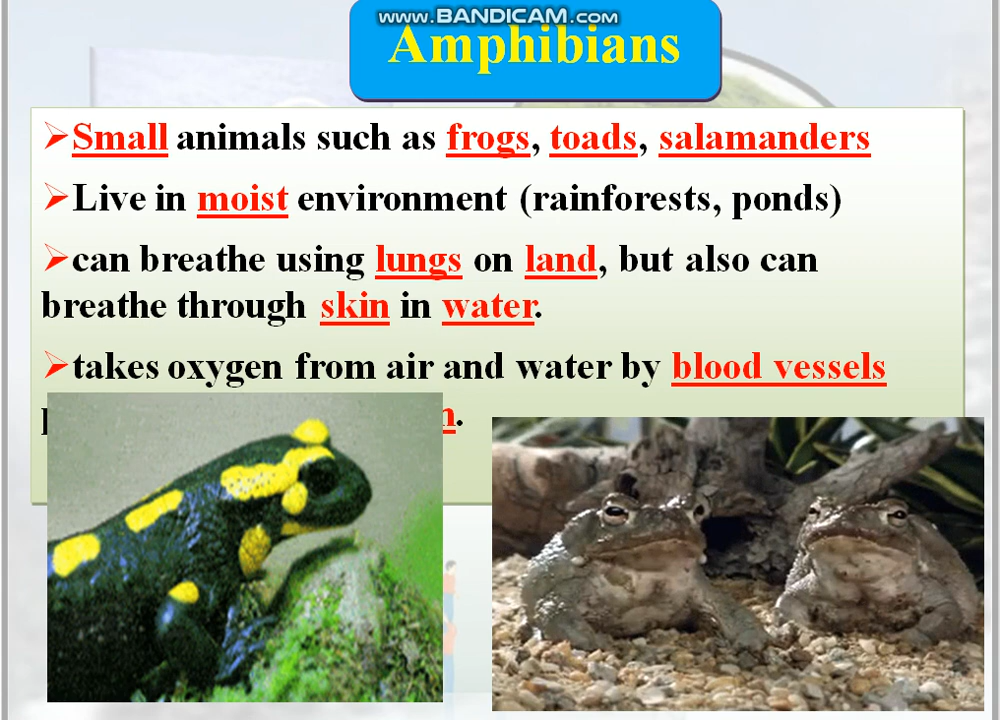 www.BANDICAM.com
Amphibians
➢Small animals such as frogs, toads, salamanders
➢Live in moist environment (rainforests, ponds)
➢can breathe using lungs on land, but also can
breathe through skin in water.
➢takes oxygen from air and water by blood vessels